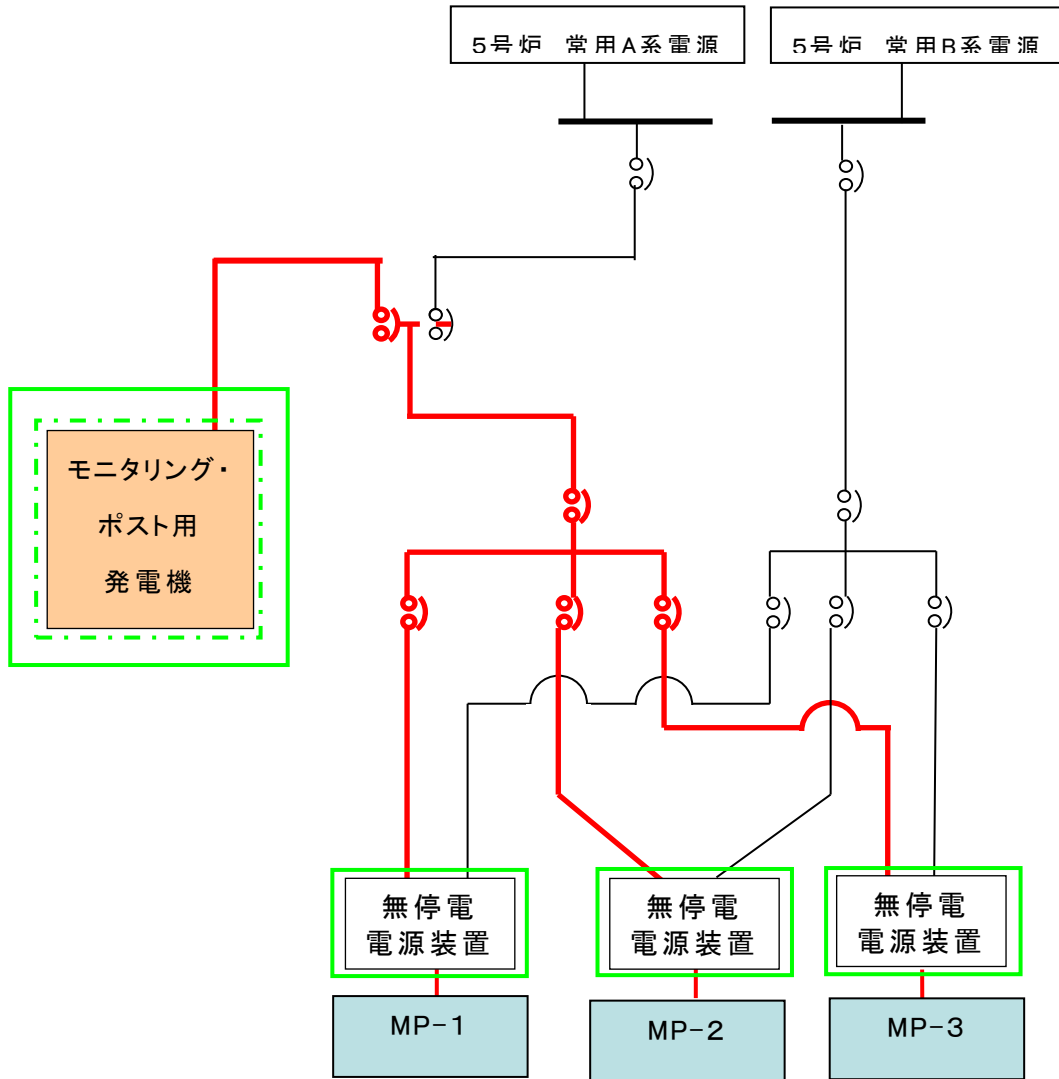 5号炉 常用A系電源
5号炉 常用B系電源
モニタリング・
ポスト用
発電機
無停電
電源装置
無停電
電源装置
無停電
電源装置
MP-1
MP-2
MP-3